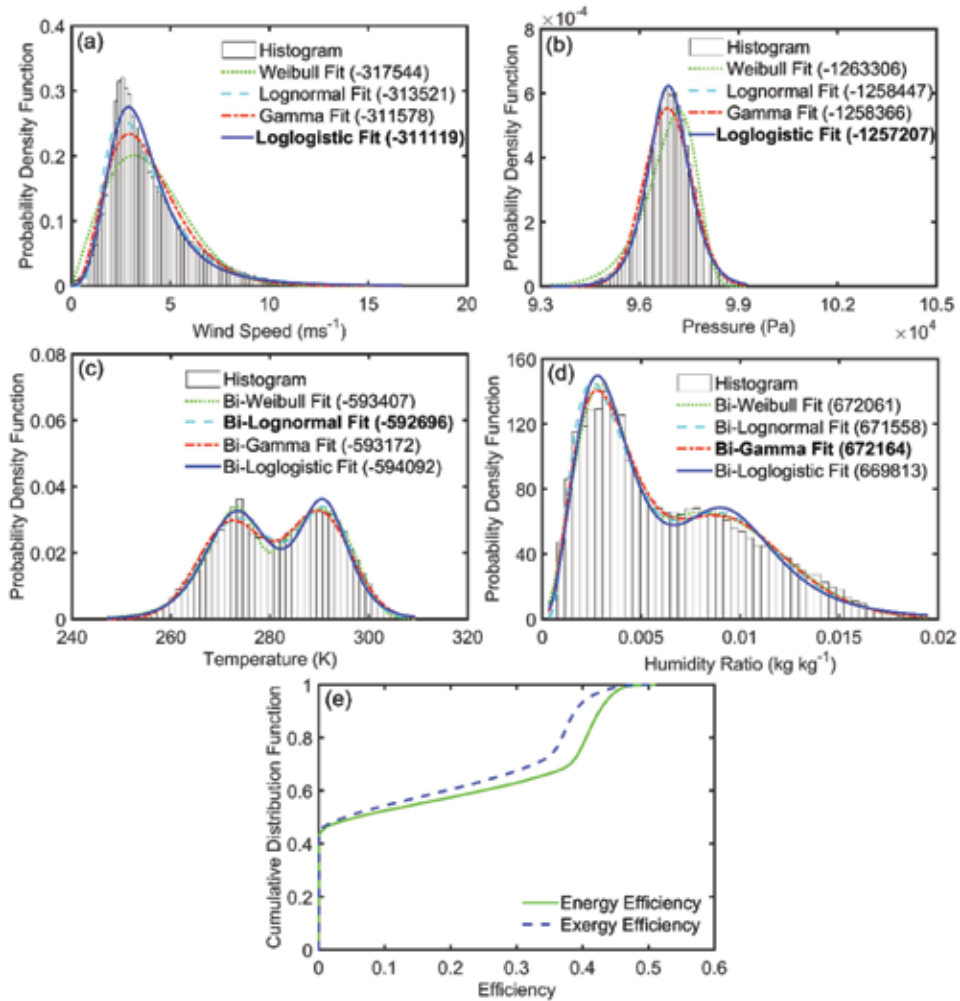 (a)
Histogram
Weibull Fit (-317544)
Lognormal Fit (-313521)
Gamma Fit (-311578)
Loglogistic Fit (-311119)
Probability Density Function
0.4
0.3
0.2
0.1
0
0 5 10 15 20
Wind Speed (ms⁻¹)
×10⁻⁴
(b)
Histogram
Weibull Fit (-1263306)
Lognormal Fit (-1258447)
Gamma Fit (-1258366)
Loglogistic Fit (-1257207)
Probability Density Function
8
6
4
2
0
9.3 9.6 9.9 10.2 10.5
Pressure (Pa)
×10⁴
(c)
Histogram
Bi-Weibull Fit (-593407)
Bi-Lognormal Fit (-592696)
Bi-Gamma Fit (-593172)
Bi-Loglogistic Fit (-594092)
Probability Density Function
0.08
0.06
0.04
0.02
0
240 260 280 300 320
Temperature (K)
(d)
Histogram
Bi-Weibull Fit (672061)
Bi-Lognormal Fit (671558)
Bi-Gamma Fit (672164)
Bi-Loglogistic Fit (669813)
Probability Density Function
160
120
80
40
0
0 0.005 0.01 0.015 0.02
Humidity Ratio (kg kg⁻¹)
(e)
Cumulative Distribution Function
1
0.8
0.6
0.4
0.2
0
Energy Efficiency
Exergy Efficiency
0 0.1 0.2 0.3 0.4 0.5 0.6
Efficiency